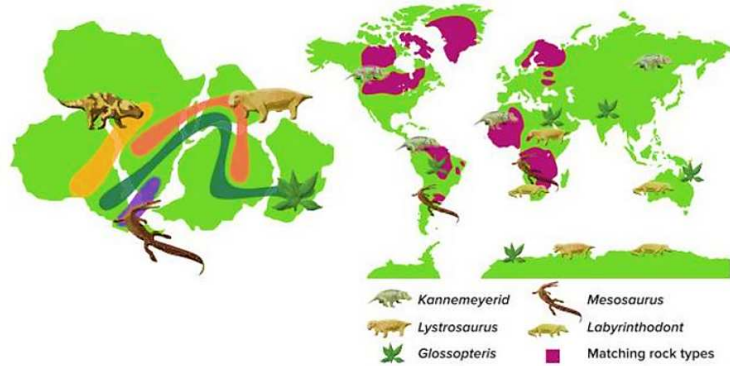 Kannemeyerid
Mesosaurus
Lystrosaurus
Labyrinthodont
Glossopteris
Matching rock types